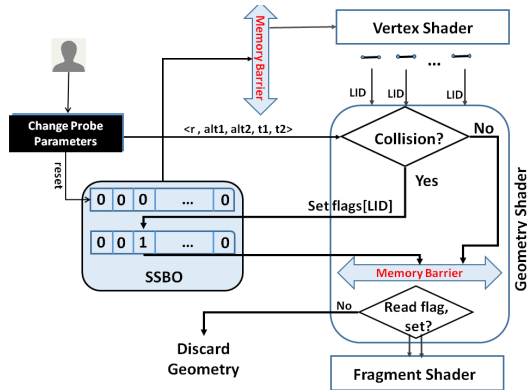 Memory
Barrier
Vertex Shader
...
LID
LID
LID
Change Probe
Parameters
<r , alt1, alt2, t1, t2>
Collision?
No
Yes
reset
0 0 0 ... 0
Set flags[LID]
0 0 1 ... 0
SSBO
Memory Barrier
Geometry Shader
No
Read flag,
set?
Discard
Geometry
Fragment Shader